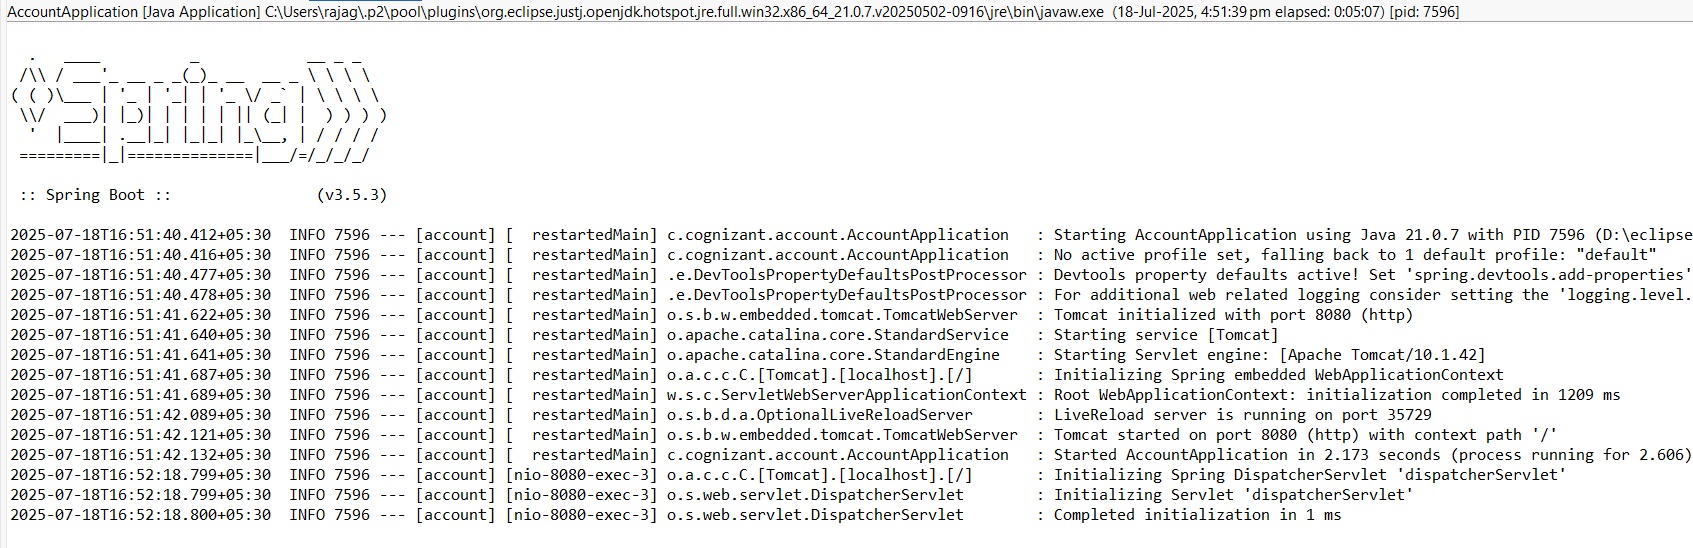 AccountApplication [Java Application] C:\Users\rajag\.p2\pool\plugins\org.eclipse.justj.openjdk.hotspot.jre.full.win32.x86_64_21.0.7.v20250502-0916\jre\bin\javaw.exe (18-Jul-2025, 4:51:39 pm elapsed: 0:05:07) [pid: 7596]
  .   ____          _            __ _ _
 /\\ / ___'_ __ _ _(_)_ __  __ _ \ \ \ \
( ( )\___ | '_ | '_| | '_ \/ _` | \ \ \ \
 \\/  ___)| |_)| | | | | || (_| |  ) ) ) )
  '  |____| .__|_| |_|_| |_\__, | / / / /
 =========|_|==============|___/=/_/_/_/
 :: Spring Boot ::                (v3.5.3)
2025-07-18T16:51:40.412+05:30  INFO 7596 --- [account] [  restartedMain] c.cognizant.account.AccountApplication   : Starting AccountApplication using Java 21.0.7 with PID 7596 (D:\eclipse
2025-07-18T16:51:40.416+05:30  INFO 7596 --- [account] [  restartedMain] c.cognizant.account.AccountApplication   : No active profile set, falling back to 1 default profile: "default"
2025-07-18T16:51:40.477+05:30  INFO 7596 --- [account] [  restartedMain] .e.DevToolsPropertyDefaultsPostProcessor : Devtools property defaults active! Set 'spring.devtools.add-properties'
2025-07-18T16:51:40.478+05:30  INFO 7596 --- [account] [  restartedMain] .e.DevToolsPropertyDefaultsPostProcessor : For additional web related logging consider setting the 'logging.level.
2025-07-18T16:51:41.622+05:30  INFO 7596 --- [account] [  restartedMain] o.s.b.w.embedded.tomcat.TomcatWebServer  : Tomcat initialized with port 8080 (http)
2025-07-18T16:51:41.640+05:30  INFO 7596 --- [account] [  restartedMain] o.apache.catalina.core.StandardService   : Starting service [Tomcat]
2025-07-18T16:51:41.641+05:30  INFO 7596 --- [account] [  restartedMain] o.apache.catalina.core.StandardEngine    : Starting Servlet engine: [Apache Tomcat/10.1.42]
2025-07-18T16:51:41.687+05:30  INFO 7596 --- [account] [  restartedMain] o.a.c.c.C.[Tomcat].[localhost].[/]       : Initializing Spring embedded WebApplicationContext
2025-07-18T16:51:41.689+05:30  INFO 7596 --- [account] [  restartedMain] w.s.c.ServletWebServerApplicationContext : Root WebApplicationContext: initialization completed in 1209 ms
2025-07-18T16:51:42.089+05:30  INFO 7596 --- [account] [  restartedMain] o.s.b.d.a.OptionalLiveReloadServer       : LiveReload server is running on port 35729
2025-07-18T16:51:42.121+05:30  INFO 7596 --- [account] [  restartedMain] o.s.b.w.embedded.tomcat.TomcatWebServer  : Tomcat started on port 8080 (http) with context path '/'
2025-07-18T16:51:42.132+05:30  INFO 7596 --- [account] [  restartedMain] c.cognizant.account.AccountApplication   : Started AccountApplication in 2.173 seconds (process running for 2.606)
2025-07-18T16:52:18.799+05:30  INFO 7596 --- [account] [nio-8080-exec-3] o.a.c.c.C.[Tomcat].[localhost].[/]       : Initializing Spring DispatcherServlet 'dispatcherServlet'
2025-07-18T16:52:18.799+05:30  INFO 7596 --- [account] [nio-8080-exec-3] o.s.web.servlet.DispatcherServlet        : Initializing Servlet 'dispatcherServlet'
2025-07-18T16:52:18.800+05:30  INFO 7596 --- [account] [nio-8080-exec-3] o.s.web.servlet.DispatcherServlet        : Completed initialization in 1 ms